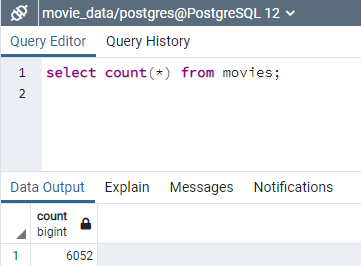 movie_data/postgres@PostgreSQL 12
Query Editor Query History
1 select count(*) from movies;
2
Data Output Explain Messages Notifications
count
bigint
1 6052